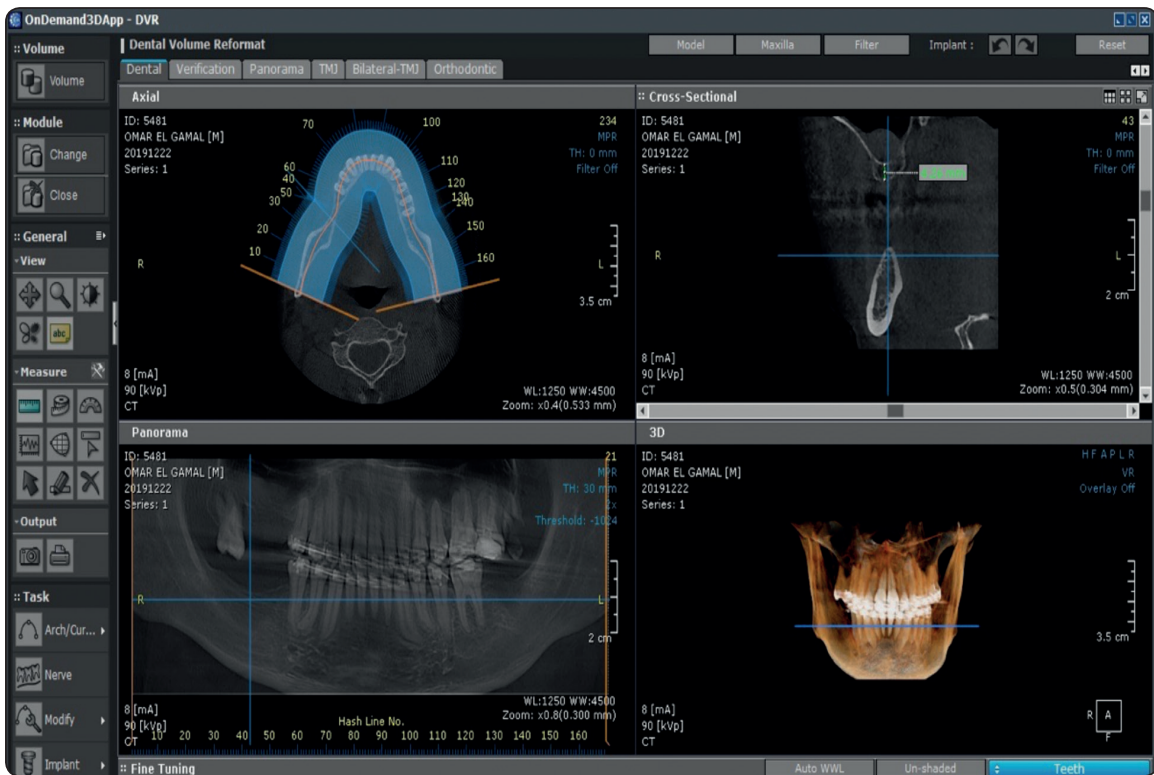 OnDemand3DApp - DVR
:: Volume
Volume
:: Module
Change
Close
:: General
-View
abc
-Measure
-Output
:: Task
Arch/Cur...
Nerve
Modify
Implant
Dental Volume Reformat
Model
Maxilla
Filter
Implant :
Reset
Dental
Verification
Panorama
TMJ
Bilateral-TMJ
Orthodontic
Axial
ID: 5481
OMAR EL GAMAL [M]
20191222
Series: 1
234
MPR
TH: 0 mm
Filter Off
10
20
30
40
50
60
70
100
110
120
130
140
150
160
R
L
3.5 cm
8 [mA]
90 [kVp]
CT
WL:1250 WW:4500
Zoom: x0.4(0.533 mm)
:: Cross-Sectional
ID: 5481
OMAR EL GAMAL [M]
20191222
Series: 1
43
MPR
TH: 0 mm
Filter Off
R
L
2 cm
8 [mA]
90 [kVp]
CT
WL:1250 WW:4500
Zoom: x0.5(0.304 mm)
Panorama
ID: 5481
OMAR EL GAMAL [M]
20191222
Series: 1
21
MPR
TH: 30 mm
2x
Threshold: -1024
R
L
2 cm
8 [mA]
90 [kVp]
CT
WL:1250 WW:4500
Zoom: x0.8(0.300 mm)
Hash Line No.
10 20 30 40 50 60 70 80 90 100 110 120 130 140 150 160
3D
ID: 5481
OMAR EL GAMAL [M]
20191222
Series: 1
H F A P L R
VR
Overlay Off
3.5 cm
8 [mA]
90 [kVp]
CT
R A
F
:: Fine Tuning
Auto WWL
Un-shaded
Teeth